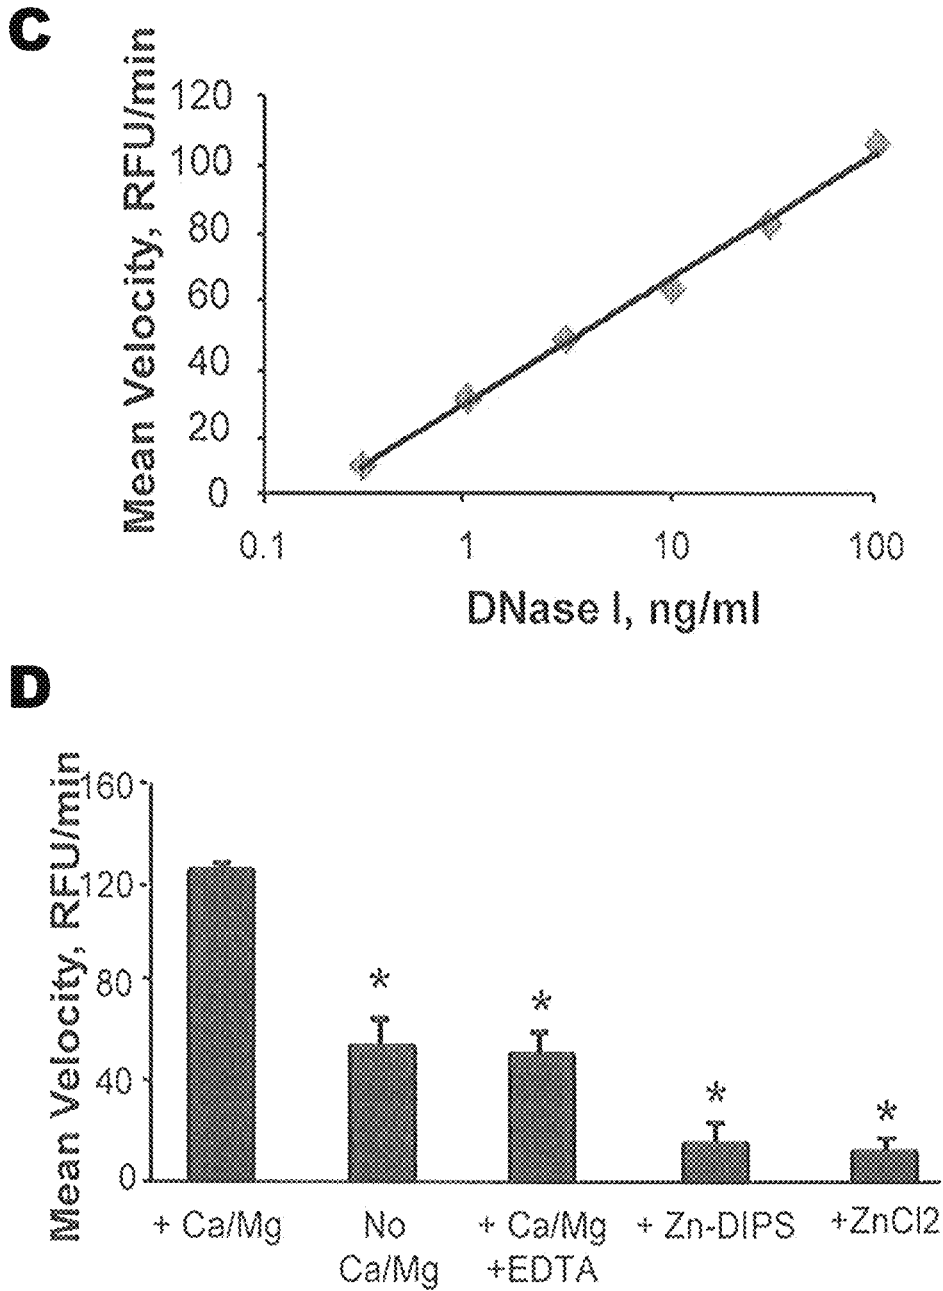 C
Mean Velocity, RFU/min
120
100
80
60
40
20
0
0.1 1 10 100
DNase I, ng/ml
D
Mean Velocity, RFU/min
160
120
80
40
0
* * * *
+ Ca/Mg No + Ca/Mg + Zn-DIPS +ZnCl2
Ca/Mg +EDTA